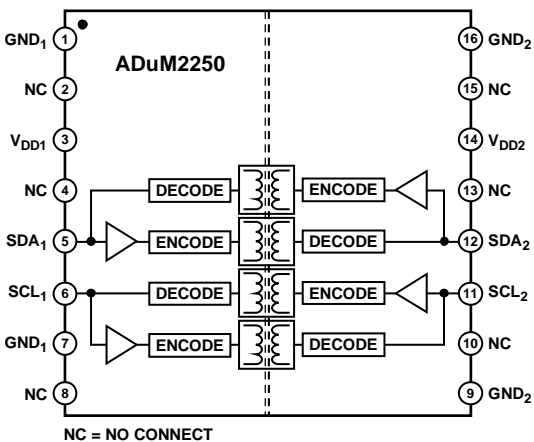 ADuM2250
GND1 1
NC 2
VDD1 3
NC 4
SDA1 5
SCL1 6
GND1 7
NC 8
16 GND2
15 NC
14 VDD2
13 NC
12 SDA2
11 SCL2
10 NC
9 GND2
DECODE ENCODE
ENCODE DECODE
DECODE ENCODE
ENCODE DECODE
NC = NO CONNECT